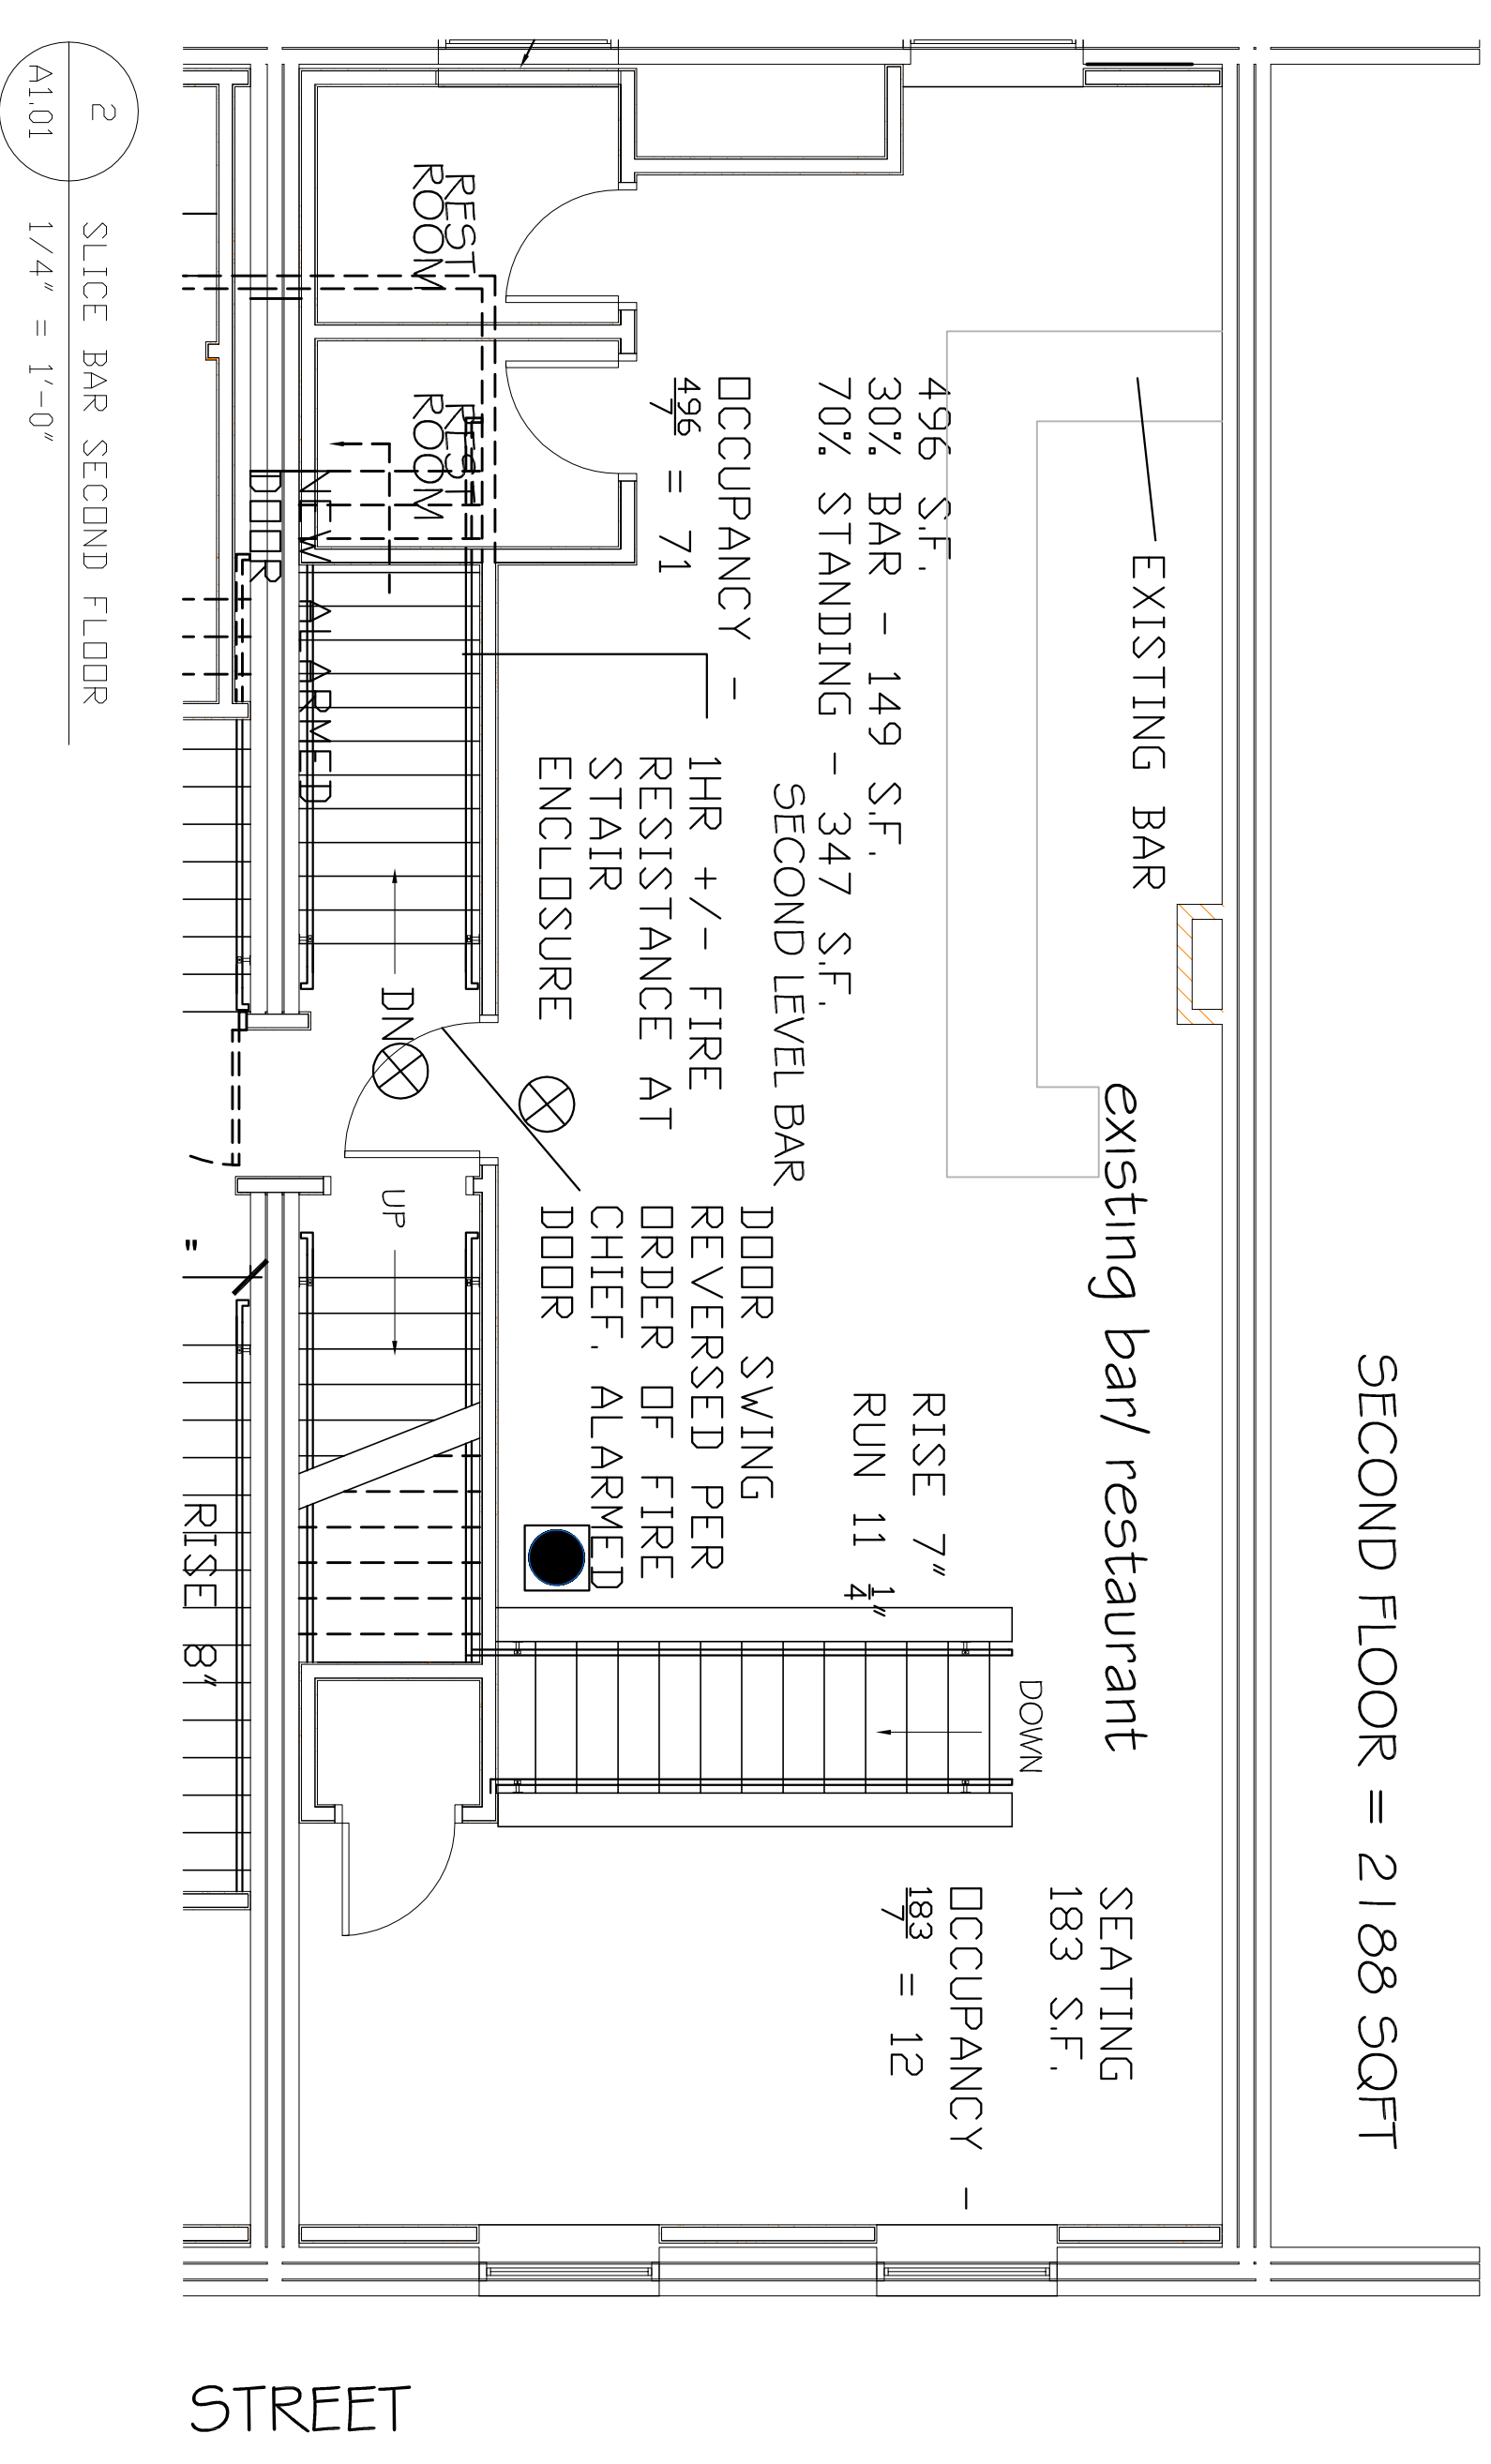 SECOND FLOOR = 2188 SQFT
EXISTING BAR
existing bar/ restaurant
SEATING
183 S.F.
OCCUPANCY -
183/7 = 12
RISE 7"
RUN 11 1/4"
DOWN
496 S.F.
30% BAR - 149 S.F.
70% STANDING - 347 S.F.
SECOND LEVEL BAR
OCCUPANCY -
496/7 = 71
1HR +/- FIRE
RESISTANCE AT
STAIR
ENCLOSURE
DOOR SWING
REVERSED PER
ORDER OF FIRE
CHIEF. ALARMED
DOOR
REST
ROOM
REST
ROOM
DN
UP
NEW ALARMED
DOOR
RISE 8"
"
2
A1.01
SLICE BAR SECOND FLOOR
1/4" = 1'-0"
STREET